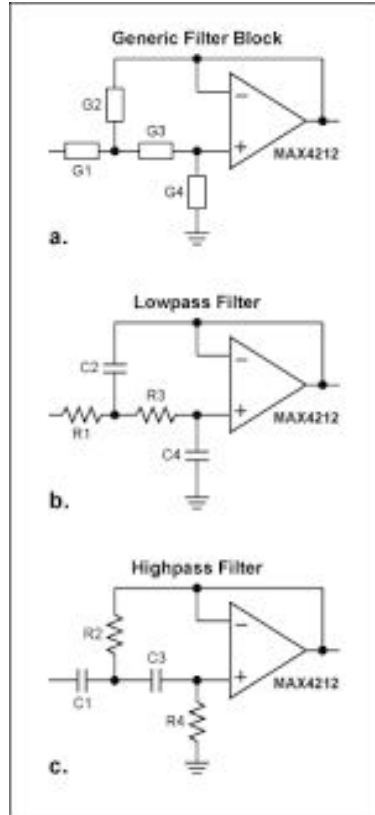 Generic Filter Block
G2
G3
−
G1
+
MAX4212
G4
a.
Lowpass Filter
C2
R3
−
R1
+
MAX4212
C4
b.
Highpass Filter
R2
C3
−
C1
+
MAX4212
R4
c.